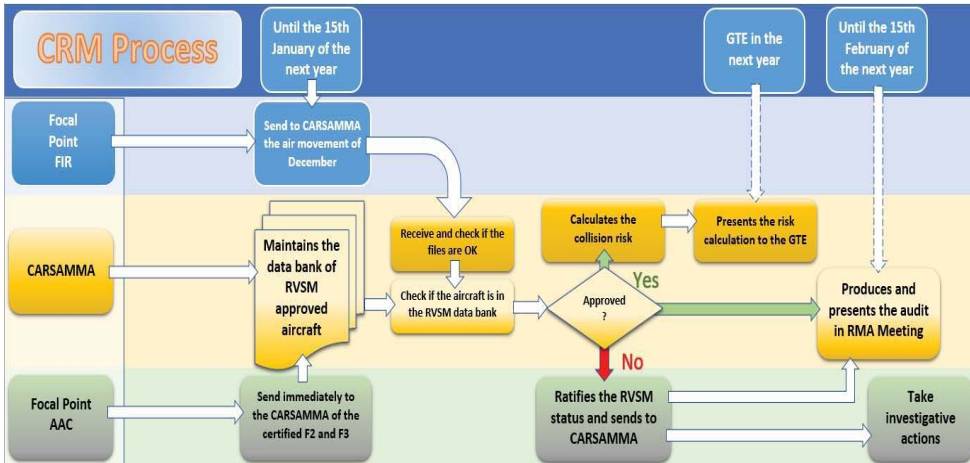 CRM Process
Until the 15th
January of the
next year
GTE in the
next year
Until the 15th
February of
the next year
Focal
Point
FIR
Send to CARSAMMA
the air movement of
December
CARSAMMA
Maintains the
data bank of
RVSM
approved
aircraft
Receive and check if the
files are OK
Check if the aircraft is in
the RVSM data bank
Calculates the
collision risk
Presents the risk
calculation to the GTE
Approved
?
Yes
No
Produces and
presents the audit
in RMA Meeting
Focal Point
AAC
Send immediately to
the CARSAMMA of the
certified F2 and F3
Ratifies the RVSM
status and sends to
CARSAMMA
Take
investigative
actions